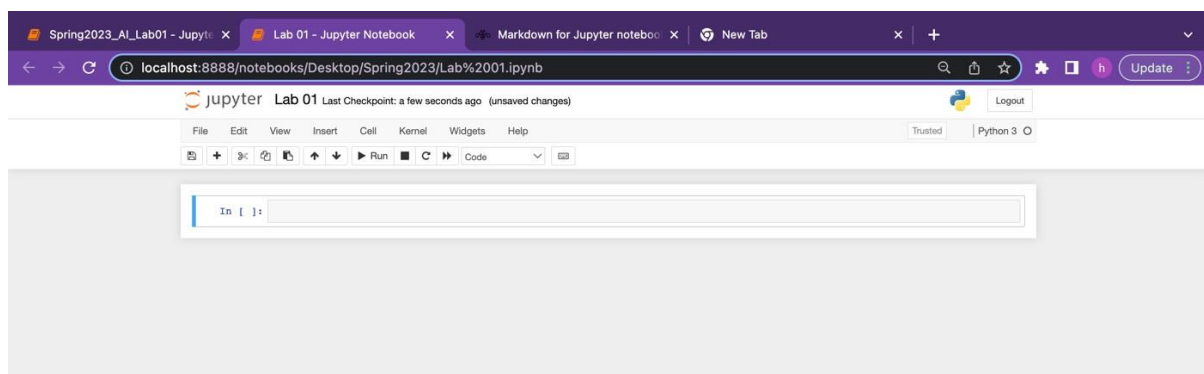 Spring2023_AI_Lab01 - Jupyte Lab 01 - Jupyter Notebook Markdown for Jupyter noteboo New Tab
localhost:8888/notebooks/Desktop/Spring2023/Lab%2001.ipynb h Update
jupyter Lab 01 Last Checkpoint: a few seconds ago (unsaved changes) Logout
File Edit View Insert Cell Kernel Widgets Help Trusted Python 3
Run Code
In [ ]: